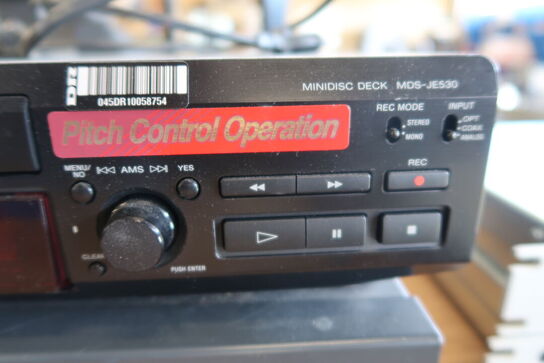 DR
045DR10058754
MINIDISC DECK MDS-JE530
Pitch Control Operation
REC MODE
STEREO
MONO
INPUT
OPT
COAX
ANALOG
MENU/
NO
AMS
YES
REC
CLEAR
PUSH ENTER